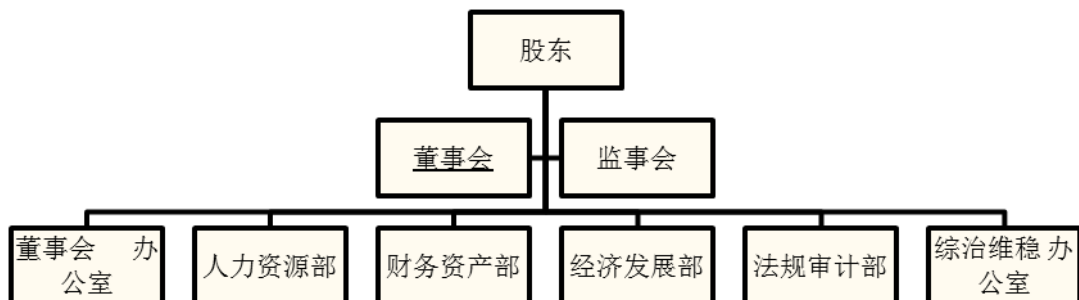 股东
董事会
监事会
董事会 办
公室
人力资源部
财务资产部
经济发展部
法规审计部
综治维稳 办
公室